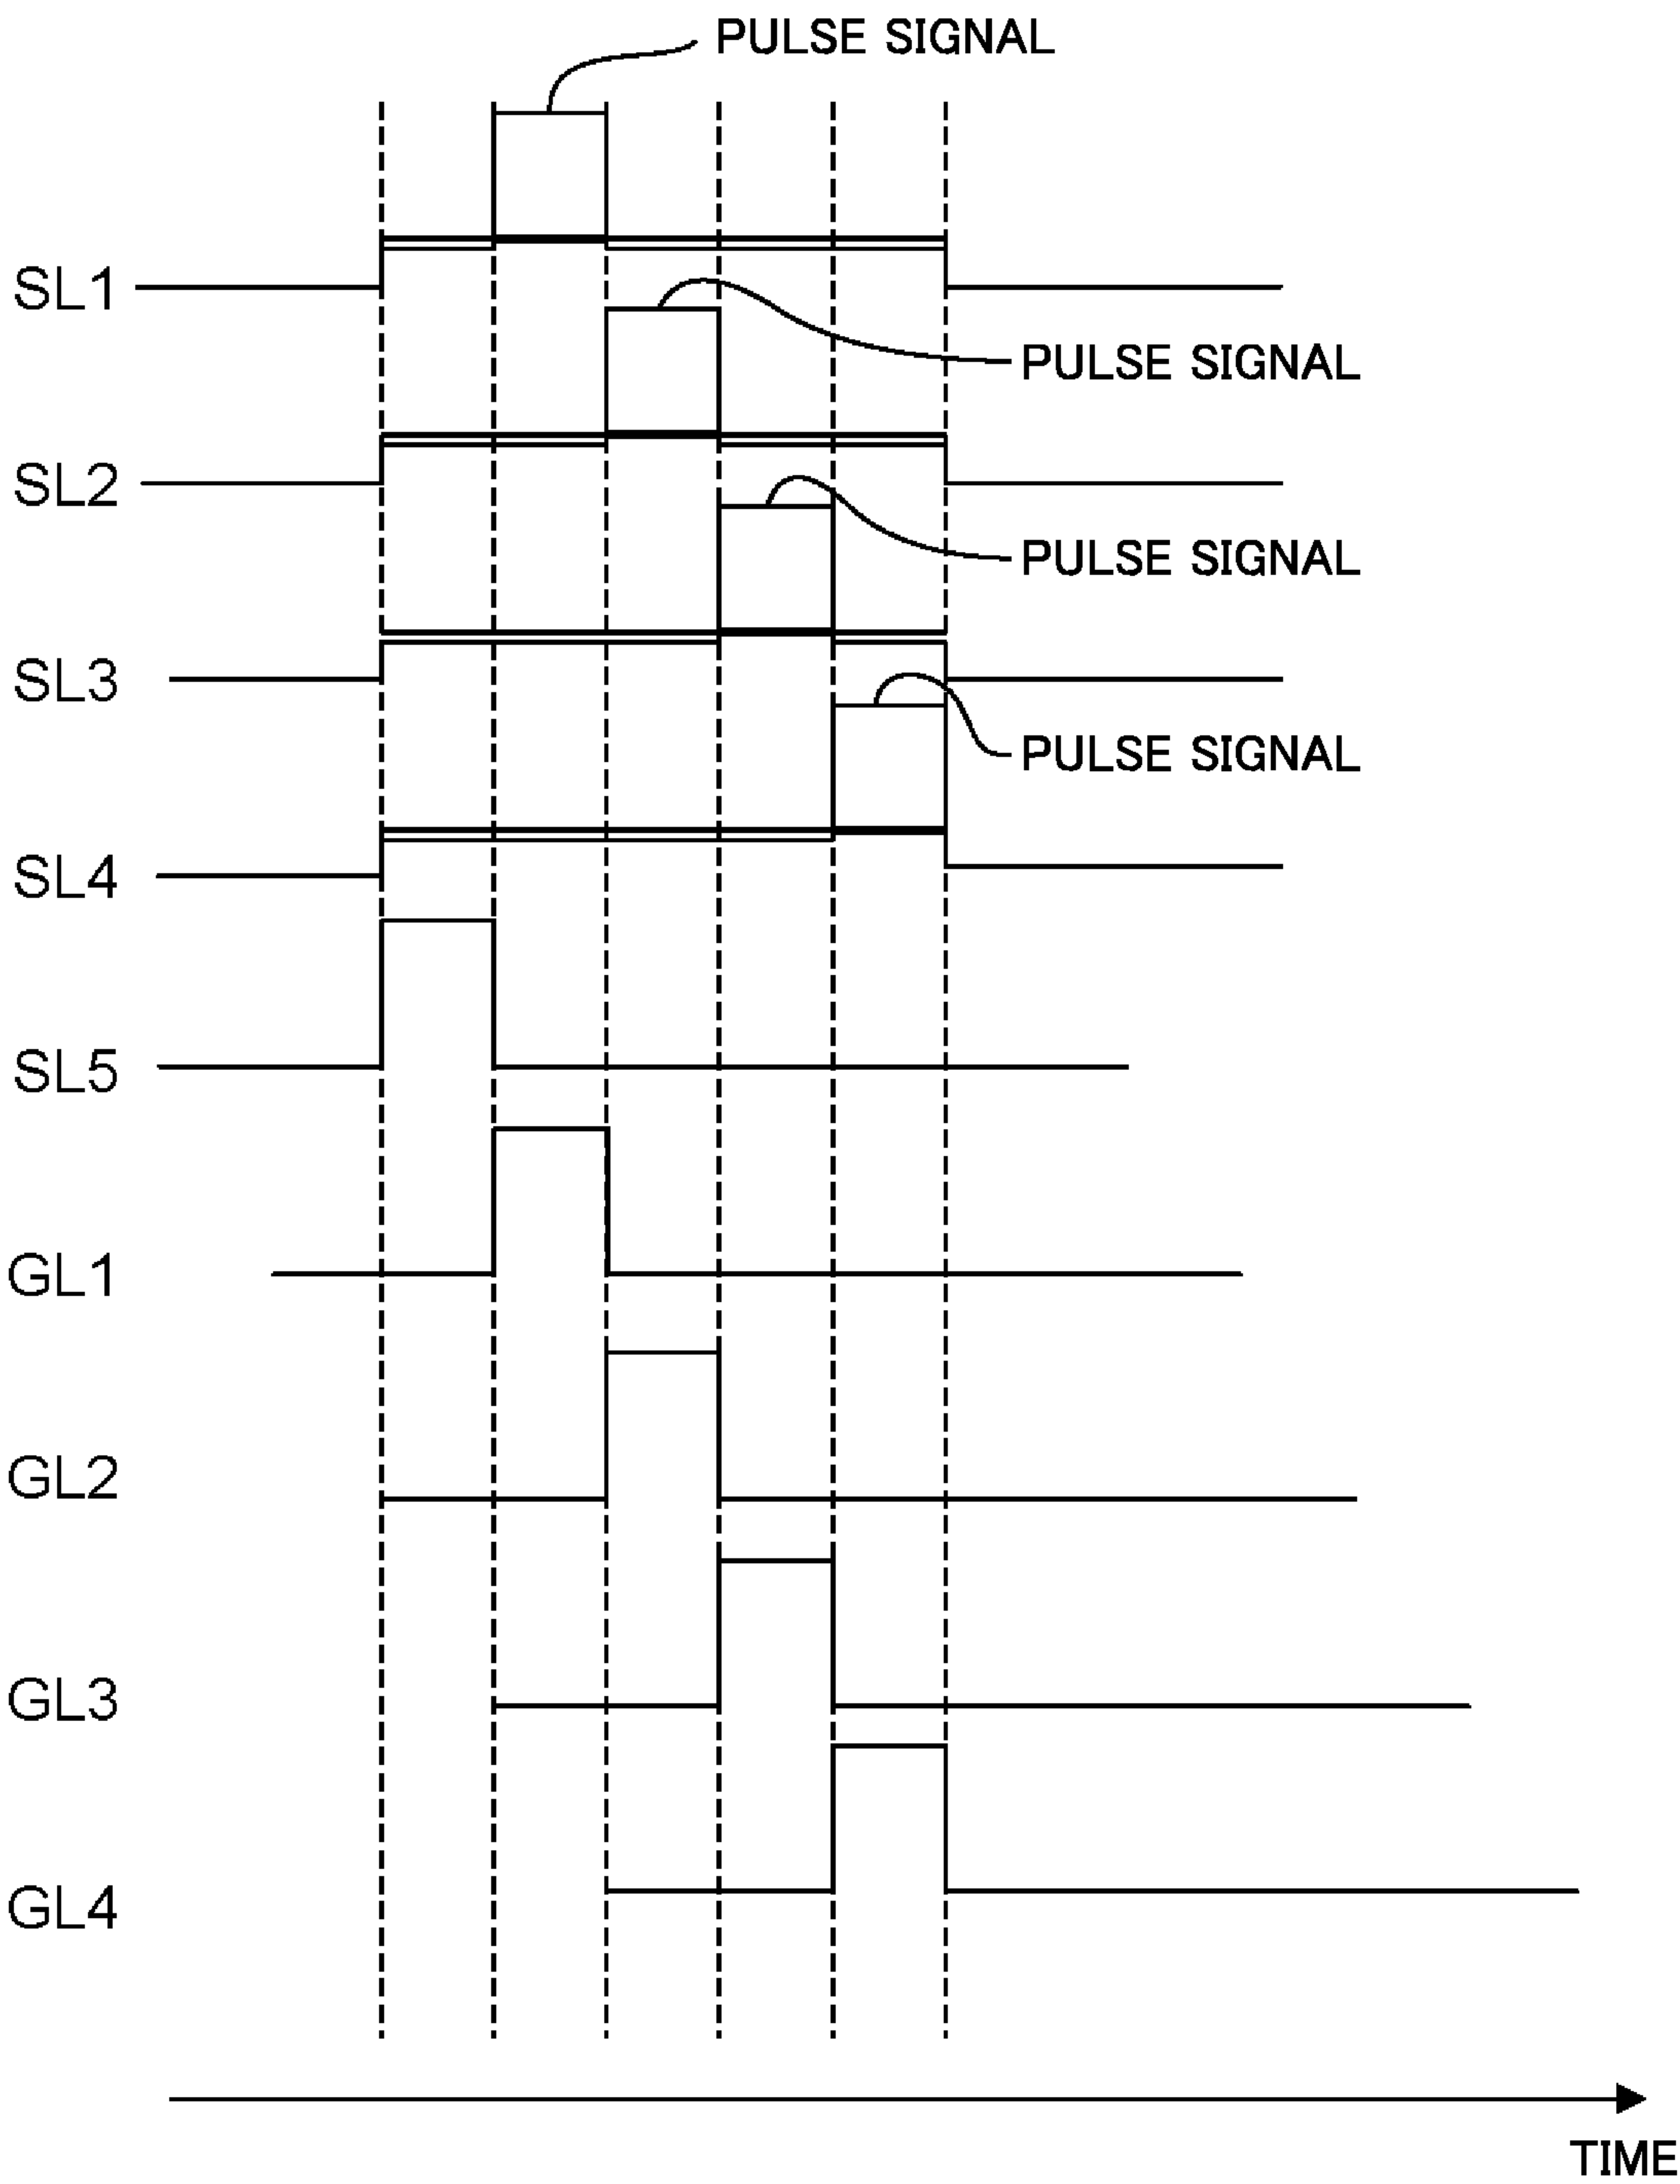 PULSE SIGNAL
SL1
PULSE SIGNAL
SL2
PULSE SIGNAL
SL3
PULSE SIGNAL
SL4
SL5
GL1
GL2
GL3
GL4
TIME